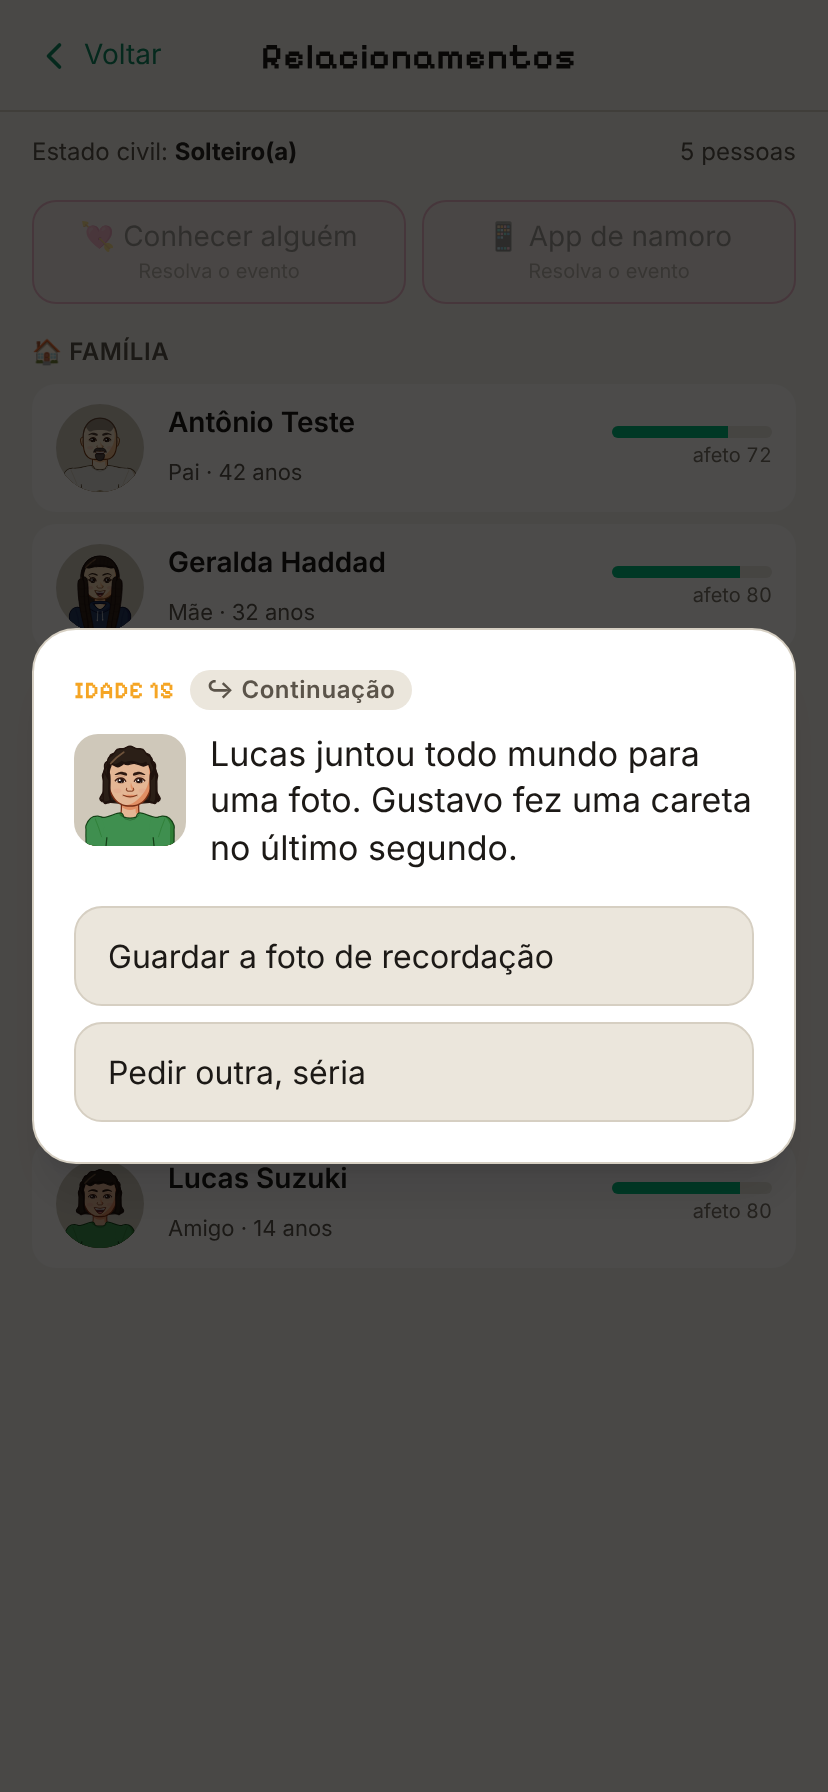 Voltar
Relacionamentos
Estado civil: Solteiro(a)
5 pessoas
Conhecer alguém
Resolva o evento
App de namoro
Resolva o evento
FAMÍLIA
Antônio Teste
Pai · 42 anos
afeto 72
Geralda Haddad
Mãe · 32 anos
afeto 80
IDADE 18
Continuação
Lucas juntou todo mundo para
uma foto. Gustavo fez uma careta
no último segundo.
Guardar a foto de recordação
Pedir outra, séria
Lucas Suzuki
Amigo · 14 anos
afeto 80